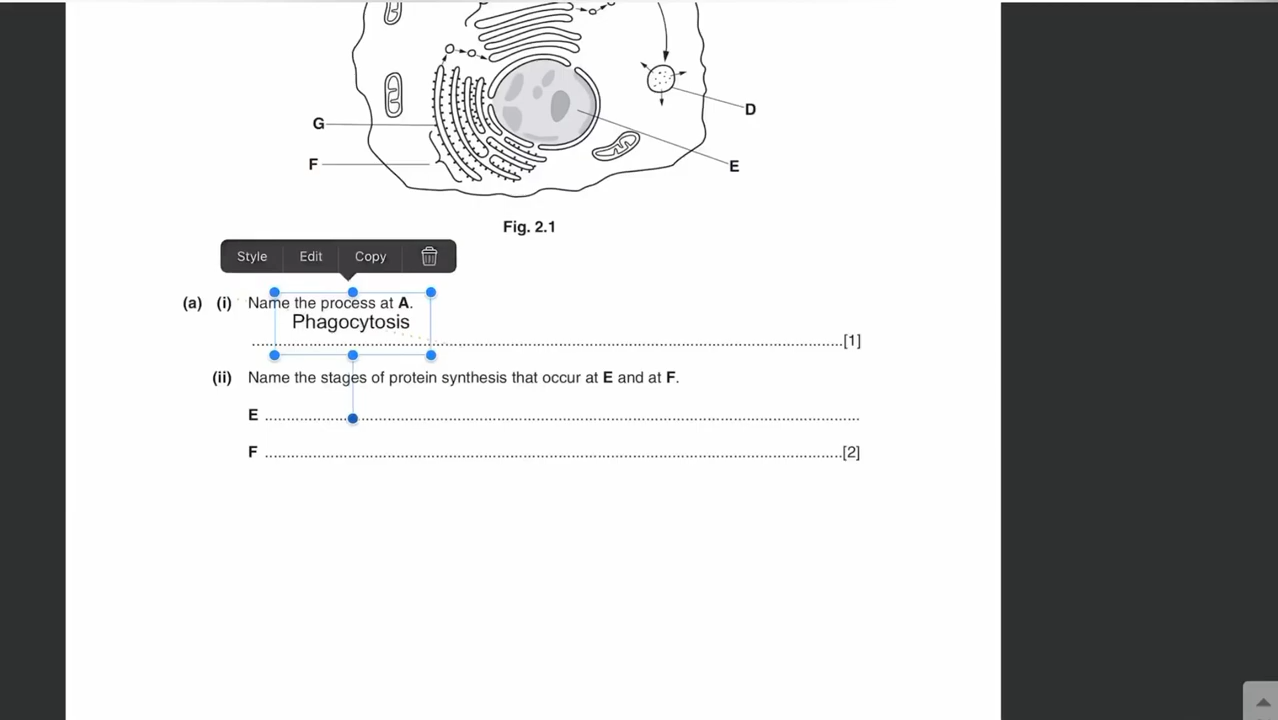 D
G
F
E
Fig. 2.1
Style Edit Copy
(a) (i) Name the process at A.
Phagocytosis
........................................................................................................................................[1]
(ii) Name the stages of protein synthesis that occur at E and at F.
E ........................................................................................................................................
F ....................................................................................................................................[2]